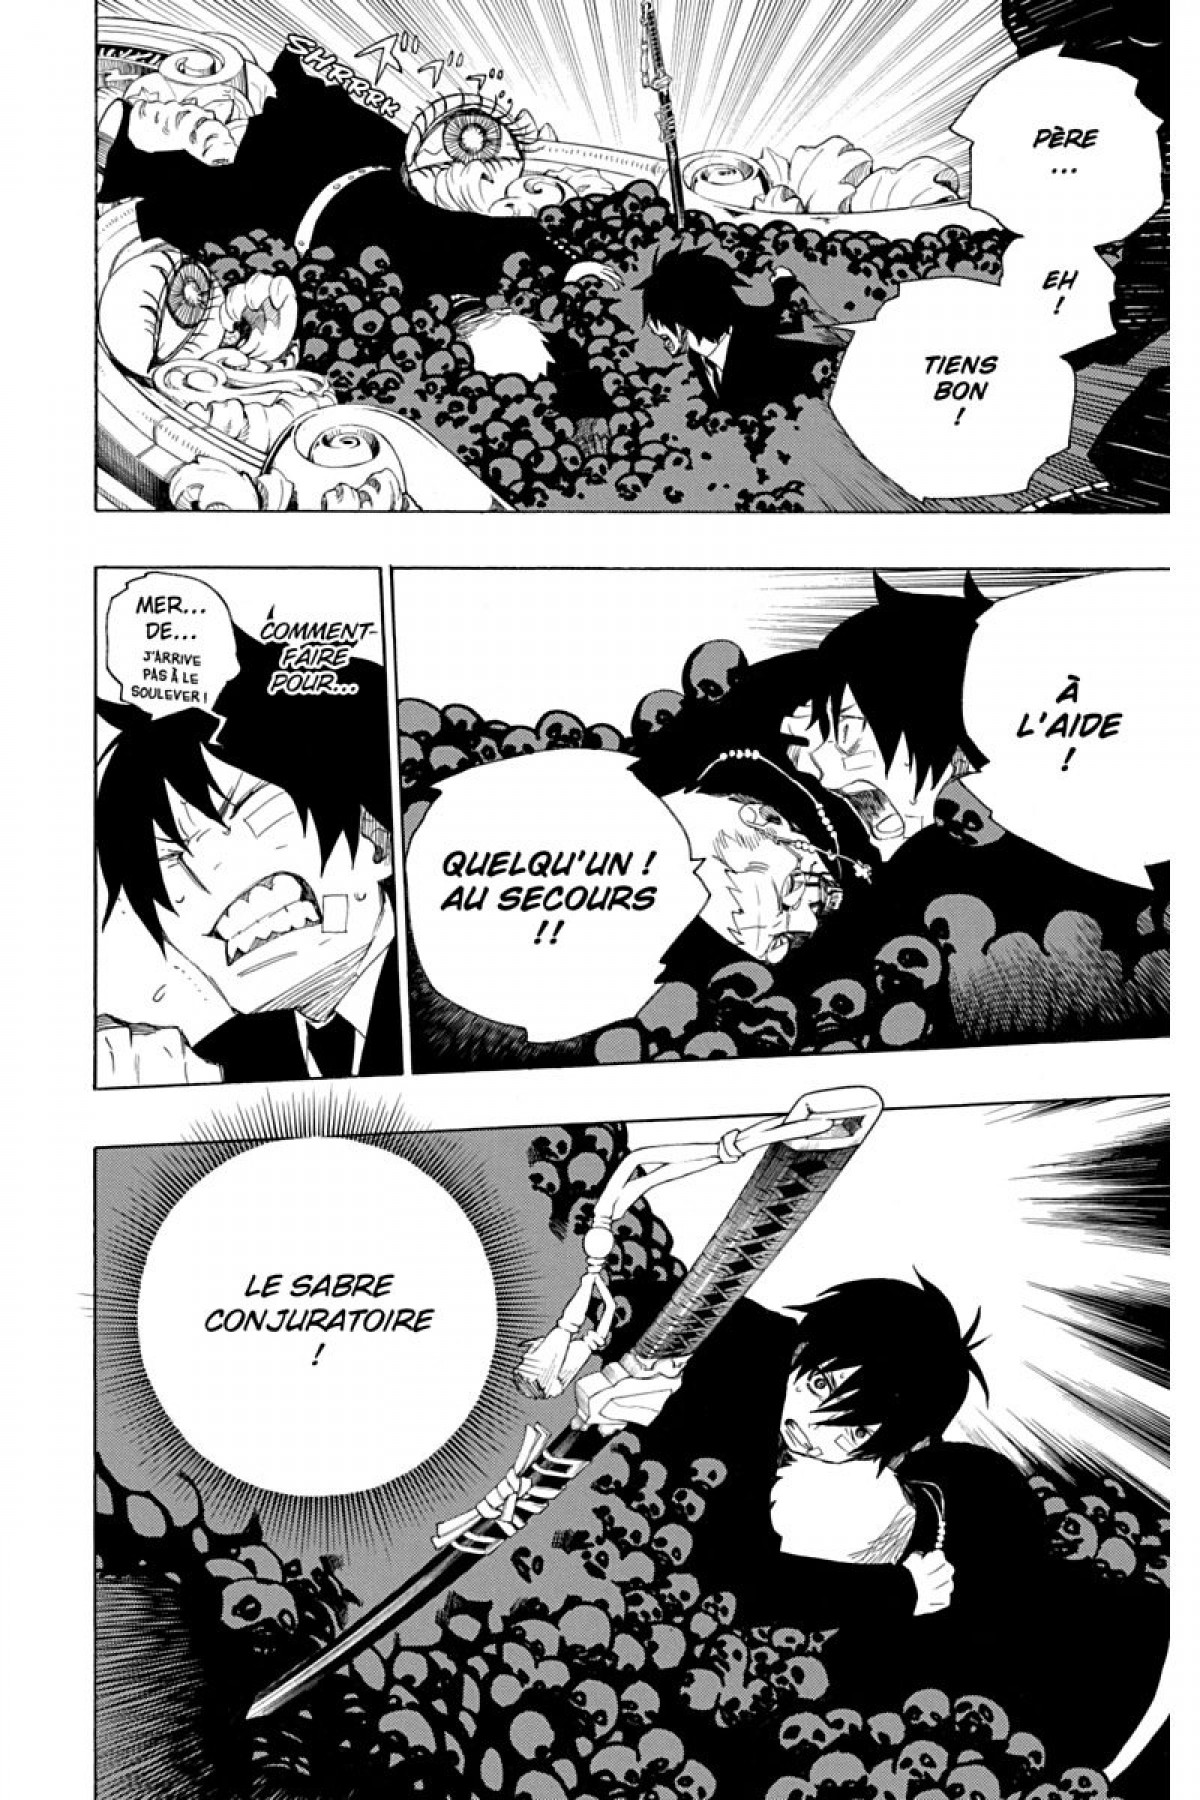 PÈRE
...
EH
!
TIENS
BON
!
SHRRRK
À
L'AIDE
!
QUELQU'UN !
AU SECOURS
!!
COMMENT-
FAIRE
POUR...
MER...
DE...
J'ARRIVE
PAS À LE
SOULEVER !
LE SABRE
CONJURATOIRE
!